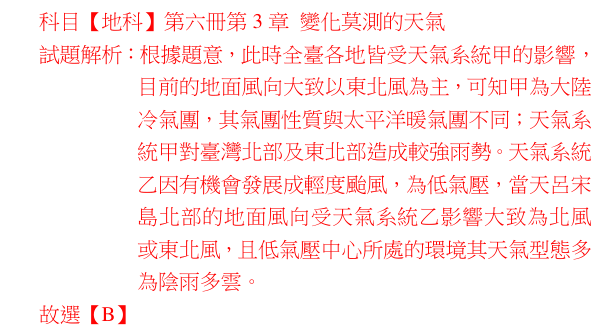 科目【地科】第六冊第 3 章 變化莫測的天氣
試題解析：根據題意，此時全臺各地皆受天氣系統甲的影響，
目前的地面風向大致以東北風為主，可知甲為大陸
冷氣團，其氣團性質與太平洋暖氣團不同；天氣系
統甲對臺灣北部及東北部造成較強雨勢。天氣系統
乙因有機會發展成輕度颱風，為低氣壓，當天呂宋
島北部的地面風向受天氣系統乙影響大致為北風
或東北風，且低氣壓中心所處的環境其天氣型態多
為陰雨多雲。
故選【B】